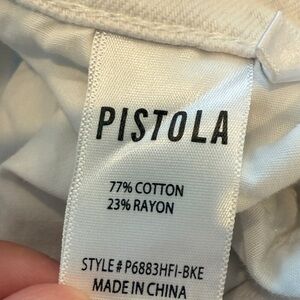 PISTOLA
77% COTTON
23% RAYON
STYLE # P6883HFI-BKE
MADE IN CHINA